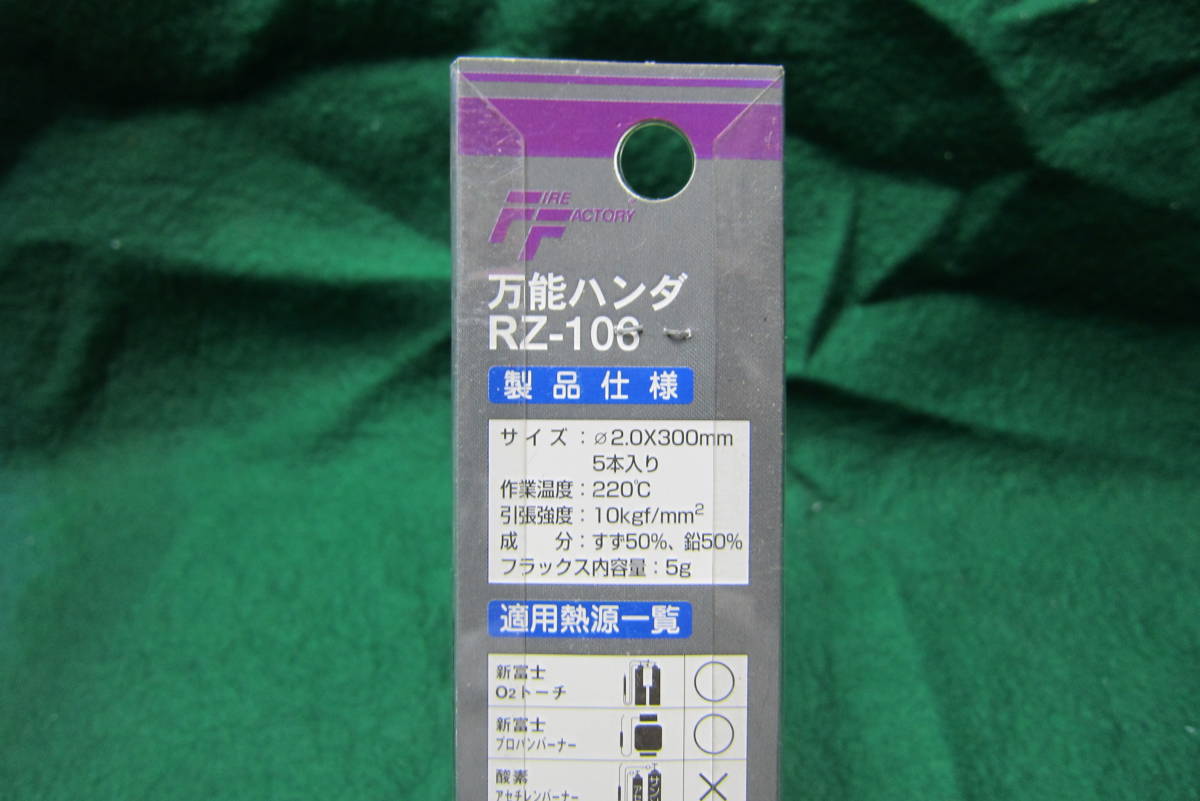 FIRE
FACTORY
万能ハンダ
RZ-106
製品仕様
サイズ：⌀2.0X300mm
5本入り
作業温度：220℃
引張強度：10kgf/mm²
成　分：すず50%、鉛50%
フラックス内容量：5g
適用熱源一覧
新富士
O₂トーチ
○
新富士
プロパンバーナー
○
酸素
アセチレンバーナー
×